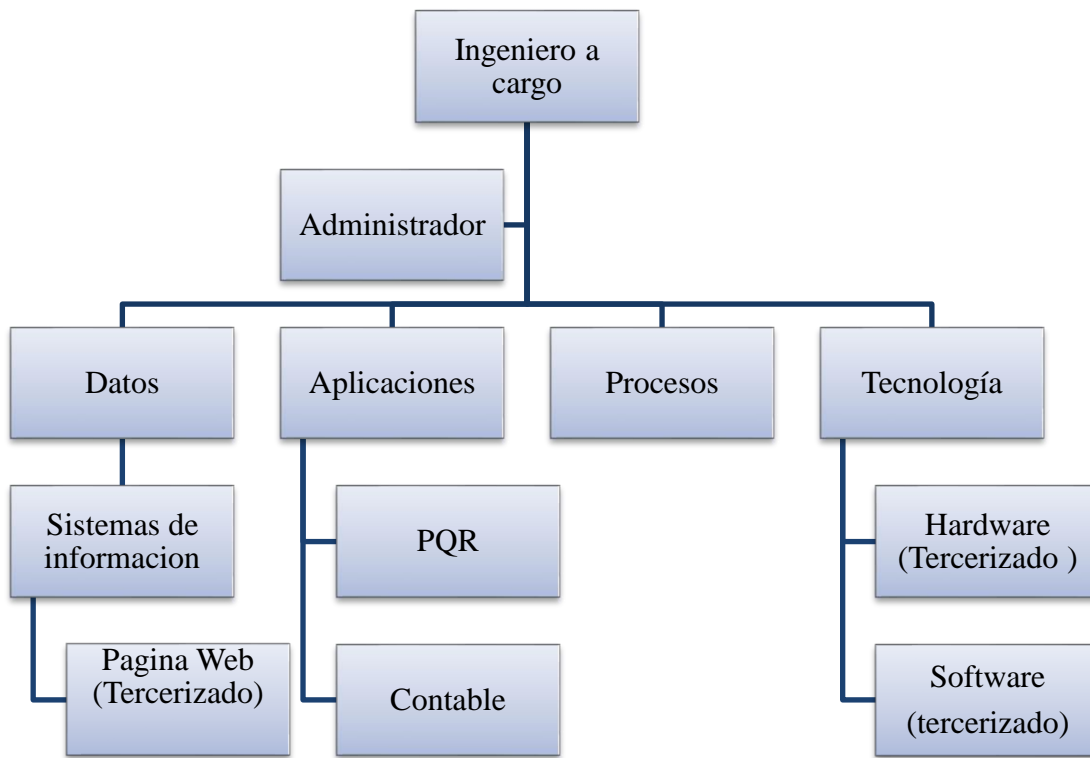 Ingeniero a
cargo
Administrador
Datos
Aplicaciones
Procesos
Tecnología
Sistemas de
informacion
PQR
Hardware
(Tercerizado )
Pagina Web
(Tercerizado)
Contable
Software
(tercerizado)